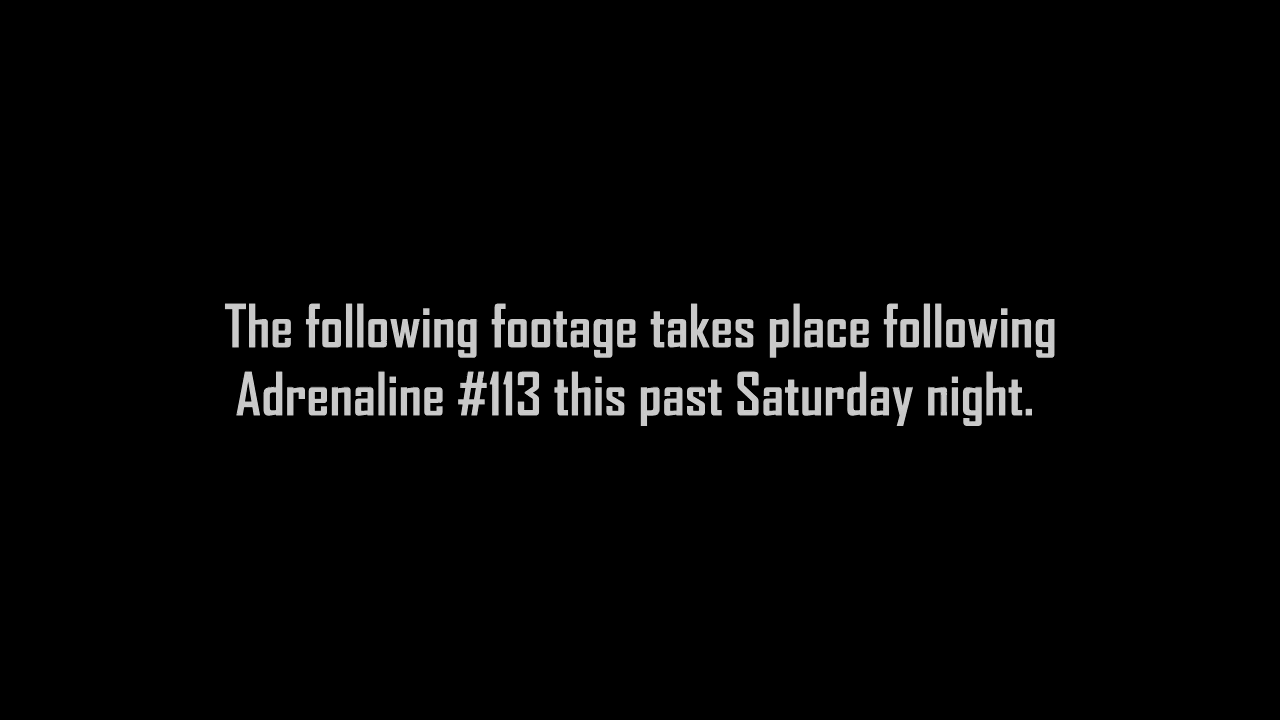 The following footage takes place following
Adrenaline #113 this past Saturday night.